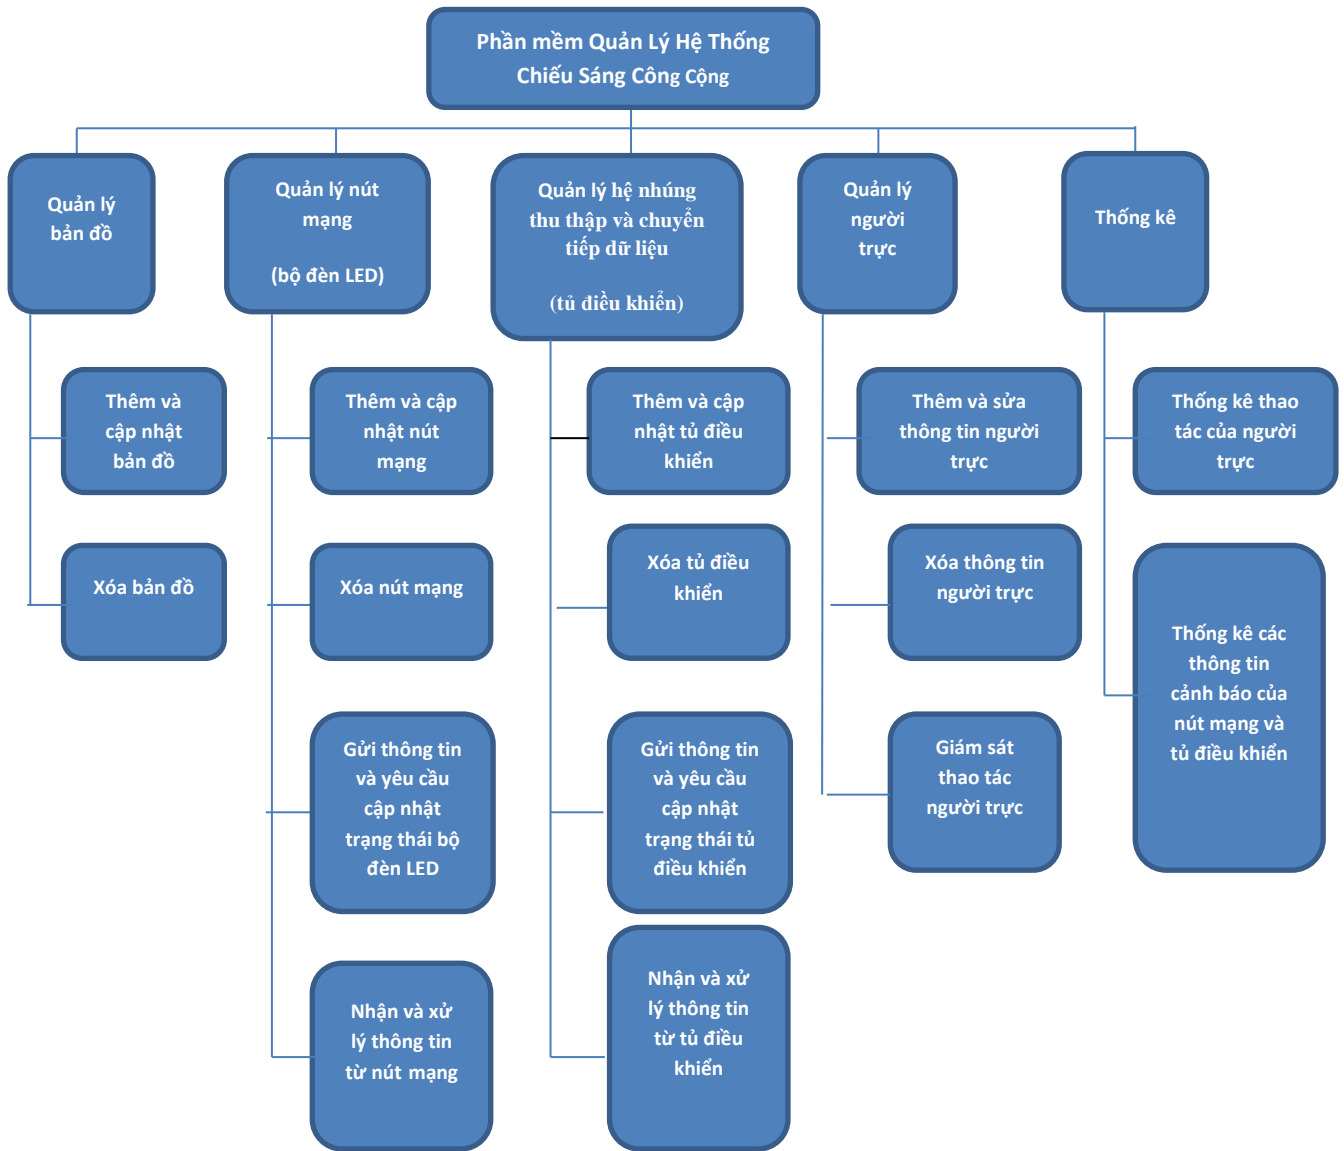 Phần mềm Quản Lý Hệ Thống
Chiếu Sáng Công Cộng
Quản lý
bản đồ
Quản lý nút
mạng
(bộ đèn LED)
Quản lý hệ nhúng
thu thập và chuyển
tiếp dữ liệu
(tủ điều khiển)
Quản lý
người
trực
Thống kê
Thêm và
cập nhật
bản đồ
Thêm và cập
nhật nút
mạng
Thêm và cập
nhật tủ điều
khiển
Thêm và sửa
thông tin người
trực
Thống kê thao
tác của người
trực
Xóa bản đồ
Xóa nút mạng
Xóa tủ điều
khiển
Xóa thông tin
người trực
Thống kê các
thông tin
cảnh báo của
nút mạng và
tủ điều khiển
Gửi thông tin
và yêu cầu
cập nhật
trạng thái bộ
đèn LED
Gửi thông tin
và yêu cầu
cập nhật
trạng thái tủ
điều khiển
Giám sát
thao tác
người trực
Nhận và xử
lý thông tin
từ nút mạng
Nhận và xử
lý thông tin
từ tủ điều
khiển